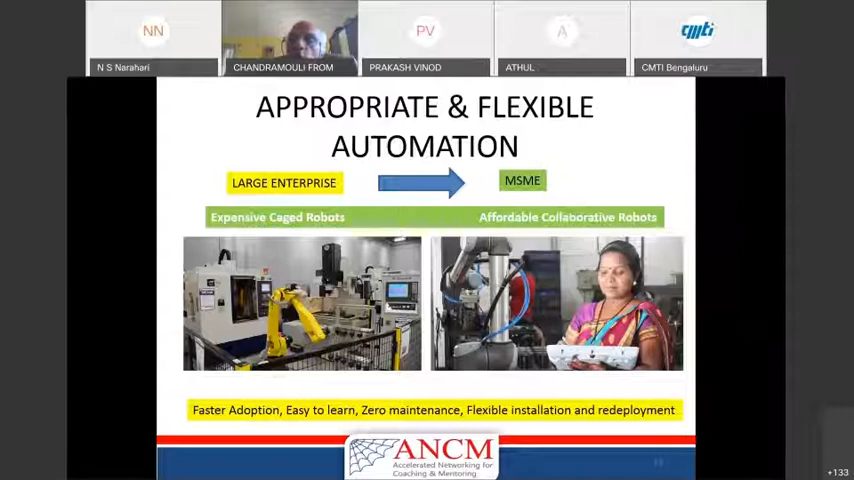 NN
PV
A
cmti
N S Narahari
CHANDRAMOULI FROM
PRAKASH VINOD
ATHUL
CMTI Bengaluru
APPROPRIATE & FLEXIBLE
AUTOMATION
LARGE ENTERPRISE
MSME
Expensive Caged Robots
Affordable Collaborative Robots
Faster Adoption, Easy to learn, Zero maintenance, Flexible installation and redeployment
ANCM
Accelerated Networking for
Coaching & Mentoring
+133